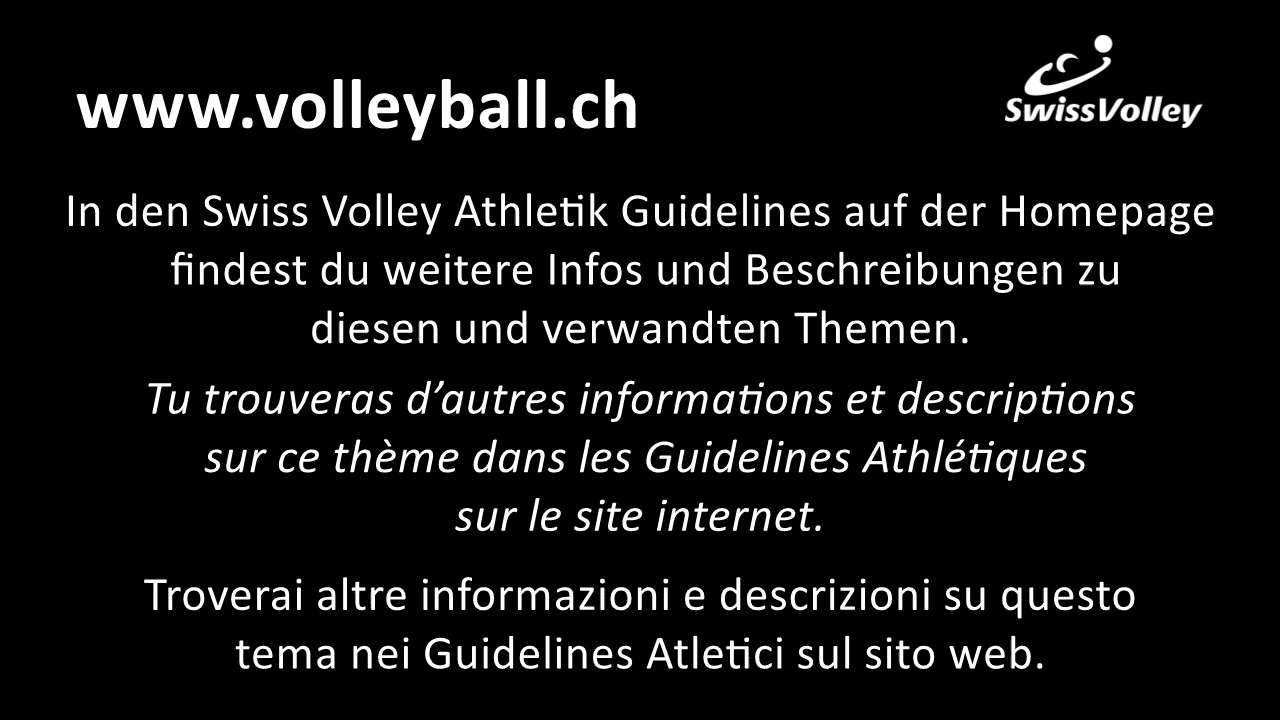 www.volleyball.ch
SwissVolley
In den Swiss Volley Athletik Guidelines auf der Homepage
findest du weitere Infos und Beschreibungen zu
diesen und verwandten Themen.
Tu trouveras d’autres informations et descriptions
sur ce thème dans les Guidelines Athlétiques
sur le site internet.
Troverai altre informazioni e descrizioni su questo
tema nei Guidelines Atletici sul sito web.